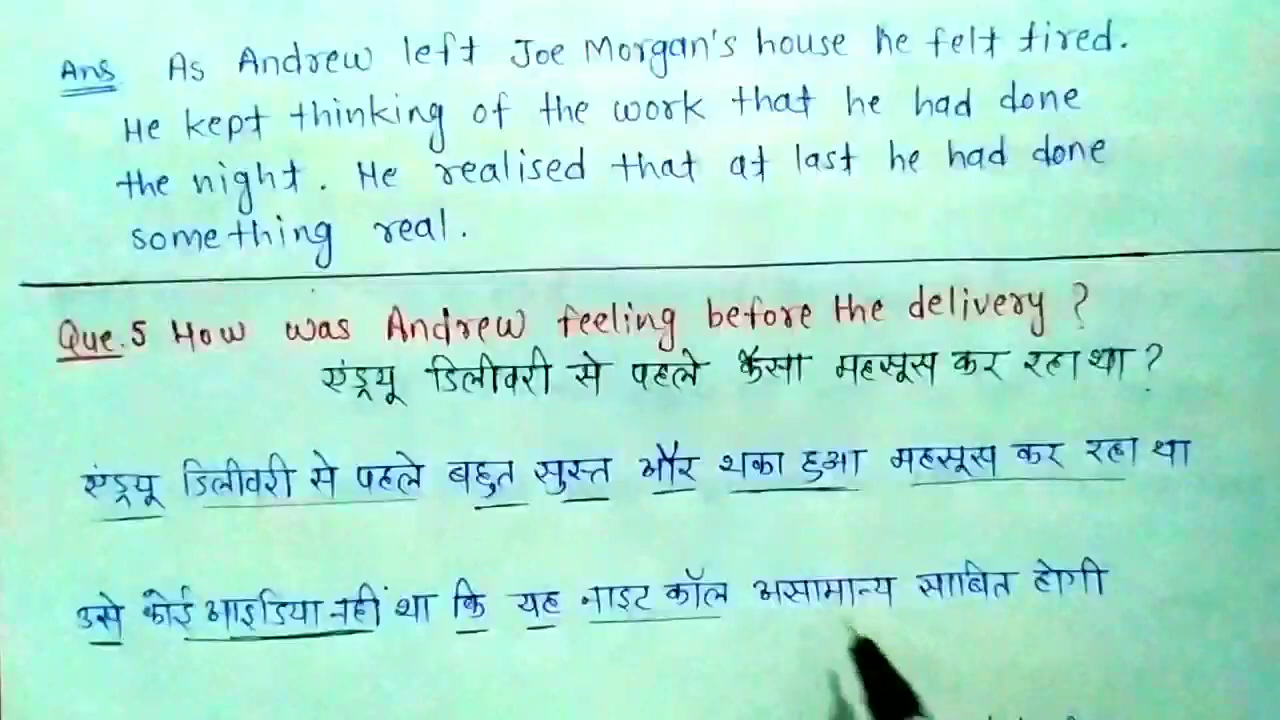 Ans As Andrew left Joe Morgan's house he felt tired.
He kept thinking of the work that he had done
the night. He realised that at last he had done
something real.
Que.5 How was Andrew feeling before the delivery ?
एंड्र्यू डिलीवरी से पहले कैसा महसूस कर रहा था ?
एंड्र्यू डिलीवरी से पहले बहुत सुस्त और थका हुआ महसूस कर रहा था
उसे कोई आइडिया नहीं था कि यह नाइट कॉल असामान्य साबित होगी